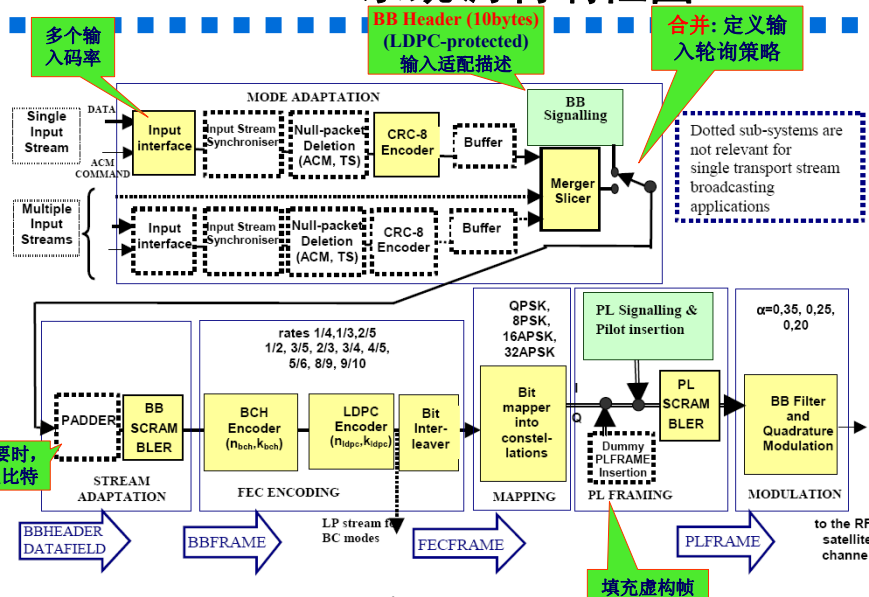 多个输
入码率
BB Header (10bytes)
(LDPC-protected)
输入适配描述
合并: 定义输
入轮询策略
MODE ADAPTATION
Single
Input
Stream
DATA
ACM
COMMAND
Input
interface
Input Stream
Synchroniser
Null-packet
Deletion
(ACM, TS)
CRC-8
Encoder
Buffer
BB
Signalling
Merger
Slicer
Dotted sub-systems are
not relevant for
single transport stream
broadcasting
applications
Multiple
Input
Streams
Input
interface
Input Stream
Synchroniser
Null-packet
Deletion
(ACM, TS)
CRC-8
Encoder
Buffer
rates 1/4,1/3,2/5
1/2, 3/5, 2/3, 3/4, 4/5,
5/6, 8/9, 9/10
QPSK,
8PSK,
16APSK,
32APSK
PL Signalling &
Pilot insertion
α=0,35, 0,25,
0,20
PADDER
BB
SCRAM
BLER
BCH
Encoder
(nbch,kbch)
LDPC
Encoder
(nldpc,kldpc)
Bit
Inter-
leaver
Bit
mapper
into
constel-
lations
I
Q
PL
SCRAM
BLER
BB Filter
and
Quadrature
Modulation
Dummy
PLFRAME
Insertion
要时,
比特
STREAM
ADAPTATION
FEC ENCODING
MAPPING
PL FRAMING
MODULATION
LP stream for
BC modes
BBHEADER
DATAFIELD
BBFRAME
FECFRAME
PLFRAME
to the RF
satellite
channel
填充虚构帧